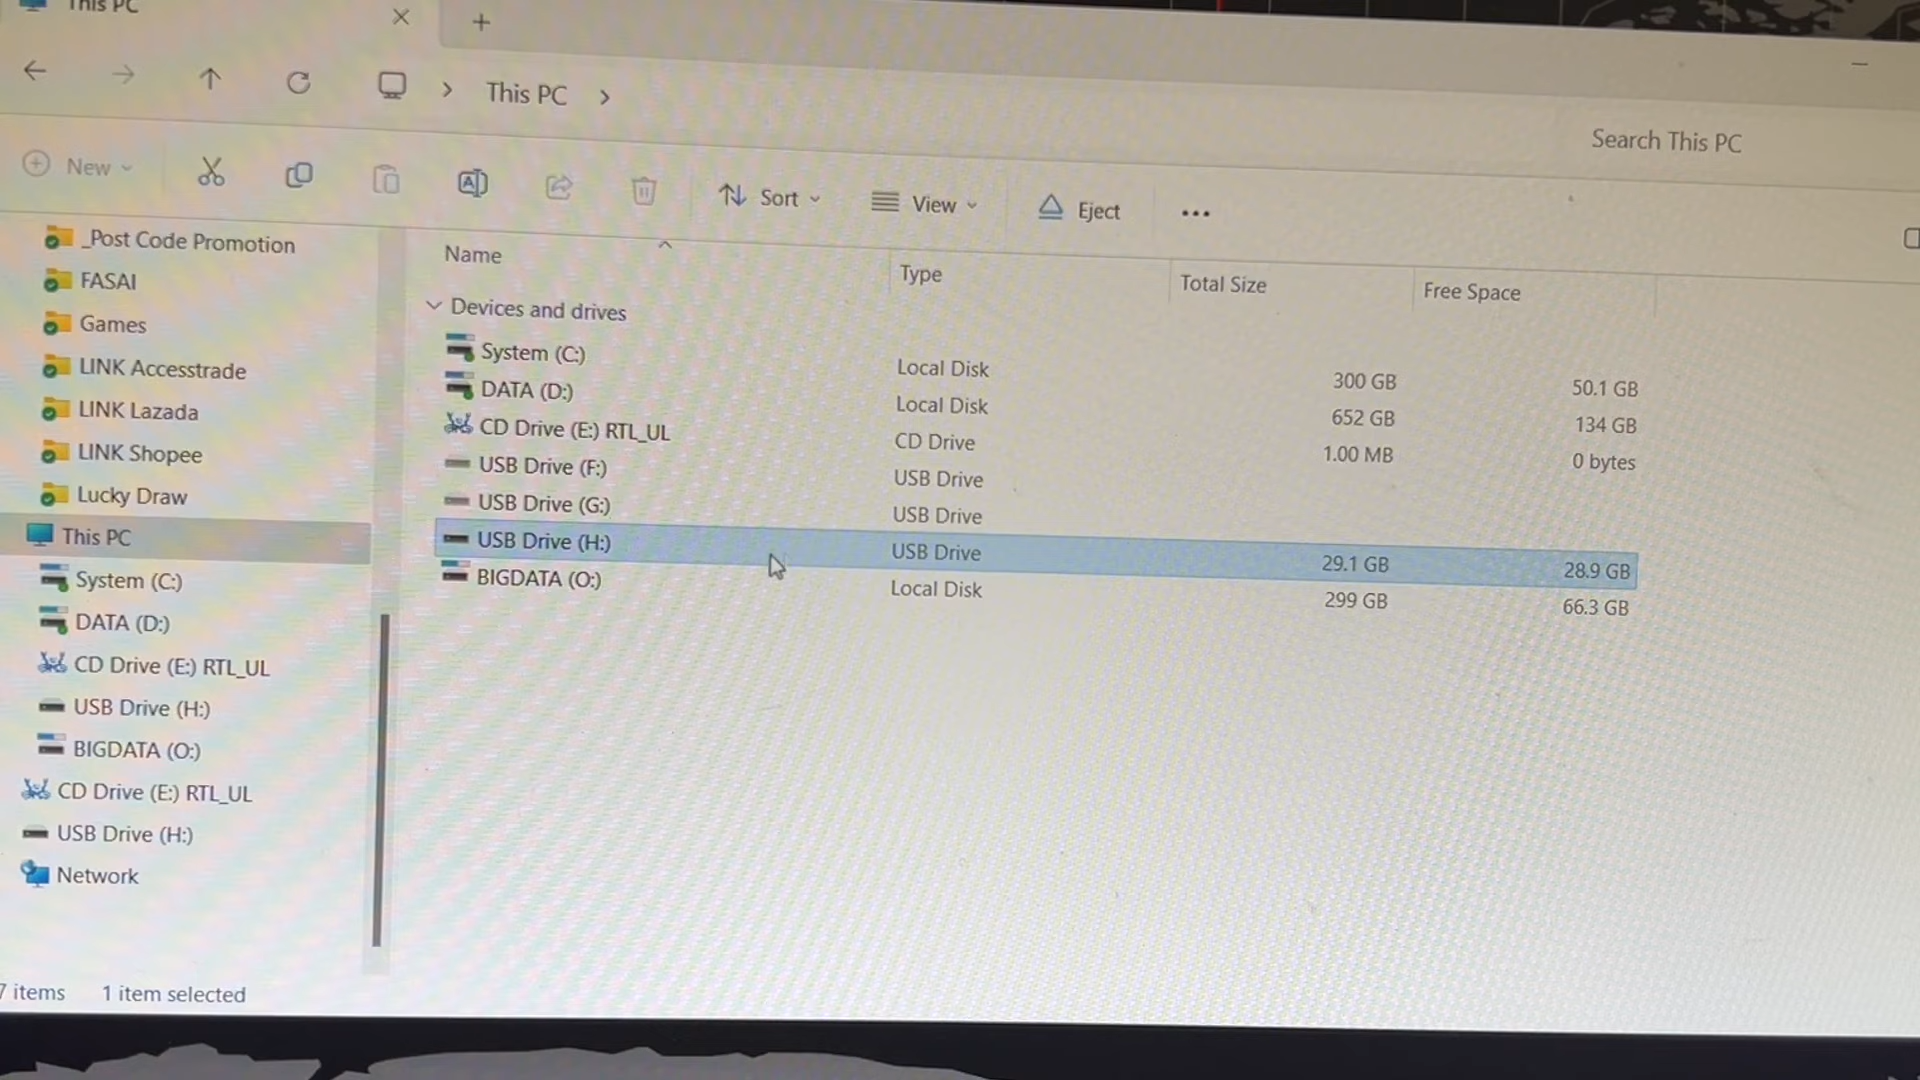 This PC
This PC
Search This PC
New
Sort
View
Eject
_Post Code Promotion
FASAI
Games
LINK Accesstrade
LINK Lazada
LINK Shopee
Lucky Draw
This PC
System (C:)
DATA (D:)
CD Drive (E:) RTL_UL
USB Drive (H:)
BIGDATA (O:)
CD Drive (E:) RTL_UL
USB Drive (H:)
Network
Name Type Total Size Free Space
Devices and drives
System (C:) Local Disk 300 GB 50.1 GB
DATA (D:) Local Disk 652 GB 134 GB
CD Drive (E:) RTL_UL CD Drive 1.00 MB 0 bytes
USB Drive (F:) USB Drive
USB Drive (G:) USB Drive
USB Drive (H:) USB Drive 29.1 GB 28.9 GB
BIGDATA (O:) Local Disk 299 GB 66.3 GB
7 items 1 item selected